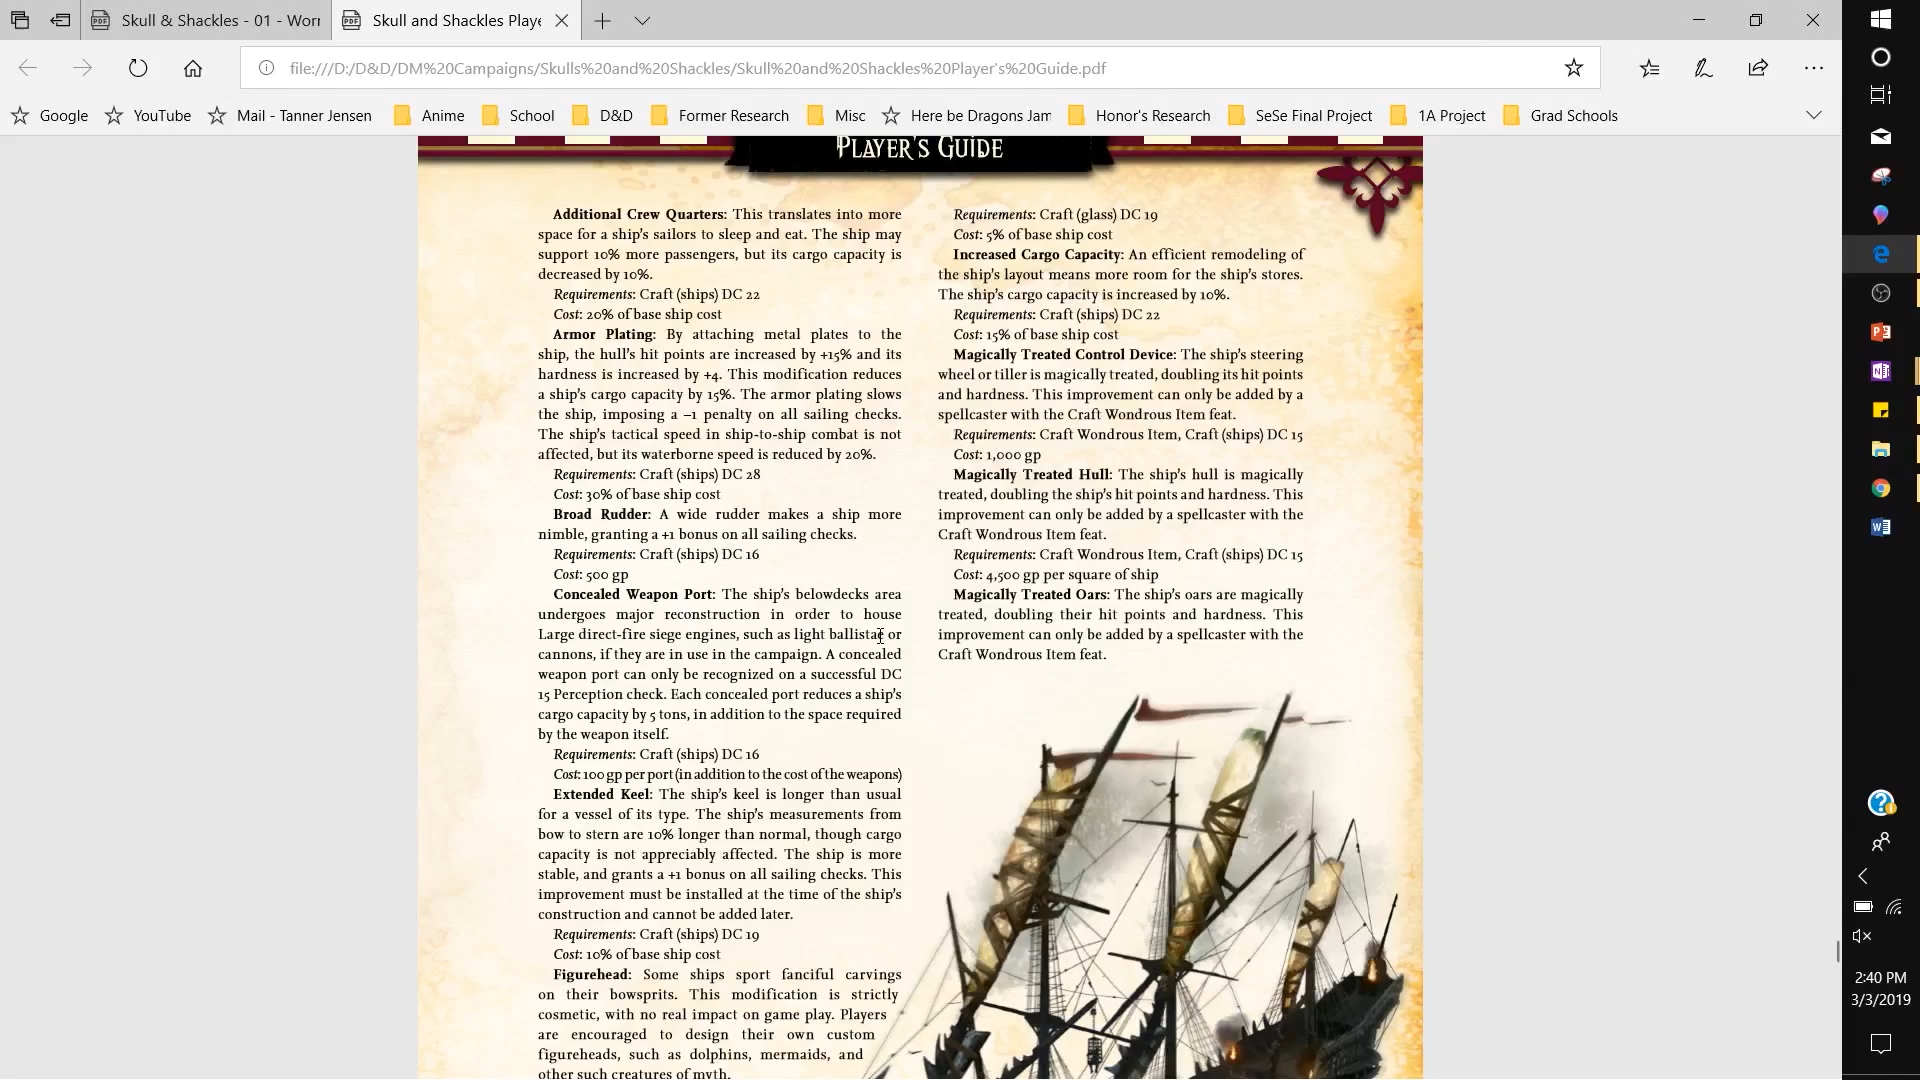 Skull & Shackles - 01 - Worr
Skull and Shackles Playe
file:///D:/D&D/DM%20Campaigns/Skulls%20and%20Shackles/Skull%20and%20Shackles%20Player's%20Guide.pdf
Google
YouTube
Mail - Tanner Jensen
Anime
School
D&D
Former Research
Misc
Here be Dragons Jam
Honor's Research
SeSe Final Project
1A Project
Grad Schools
Player's Guide
Additional Crew Quarters: This translates into more
space for a ship's sailors to sleep and eat. The ship may
support 10% more passengers, but its cargo capacity is
decreased by 10%.
Requirements: Craft (ships) DC 22
Cost: 20% of base ship cost
Armor Plating: By attaching metal plates to the
ship, the hull's hit points are increased by +15% and its
hardness is increased by +4. This modification reduces
a ship's cargo capacity by 15%. The armor plating slows
the ship, imposing a –1 penalty on all sailing checks.
The ship's tactical speed in ship-to-ship combat is not
affected, but its waterborne speed is reduced by 20%.
Requirements: Craft (ships) DC 28
Cost: 30% of base ship cost
Broad Rudder: A wide rudder makes a ship more
nimble, granting a +1 bonus on all sailing checks.
Requirements: Craft (ships) DC 16
Cost: 500 gp
Concealed Weapon Port: The ship's belowdecks area
undergoes major reconstruction in order to house
Large direct-fire siege engines, such as light ballistae or
cannons, if they are in use in the campaign. A concealed
weapon port can only be recognized on a successful DC
15 Perception check. Each concealed port reduces a ship's
cargo capacity by 5 tons, in addition to the space required
by the weapon itself.
Requirements: Craft (ships) DC 16
Cost: 100 gp per port (in addition to the cost of the weapons)
Extended Keel: The ship's keel is longer than usual
for a vessel of its type. The ship's measurements from
bow to stern are 10% longer than normal, though cargo
capacity is not appreciably affected. The ship is more
stable, and grants a +1 bonus on all sailing checks. This
improvement must be installed at the time of the ship's
construction and cannot be added later.
Requirements: Craft (ships) DC 19
Cost: 10% of base ship cost
Figurehead: Some ships sport fanciful carvings
on their bowsprits. This modification is strictly
cosmetic, with no real impact on game play. Players
are encouraged to design their own custom
figureheads, such as dolphins, mermaids, and
other such creatures of myth.
Requirements: Craft (glass) DC 19
Cost: 5% of base ship cost
Increased Cargo Capacity: An efficient remodeling of
the ship's layout means more room for the ship's stores.
The ship's cargo capacity is increased by 10%.
Requirements: Craft (ships) DC 22
Cost: 15% of base ship cost
Magically Treated Control Device: The ship's steering
wheel or tiller is magically treated, doubling its hit points
and hardness. This improvement can only be added by a
spellcaster with the Craft Wondrous Item feat.
Requirements: Craft Wondrous Item, Craft (ships) DC 15
Cost: 1,000 gp
Magically Treated Hull: The ship's hull is magically
treated, doubling the ship's hit points and hardness. This
improvement can only be added by a spellcaster with the
Craft Wondrous Item feat.
Requirements: Craft Wondrous Item, Craft (ships) DC 15
Cost: 4,500 gp per square of ship
Magically Treated Oars: The ship's oars are magically
treated, doubling their hit points and hardness. This
improvement can only be added by a spellcaster with the
Craft Wondrous Item feat.
2:40 PM
3/3/2019